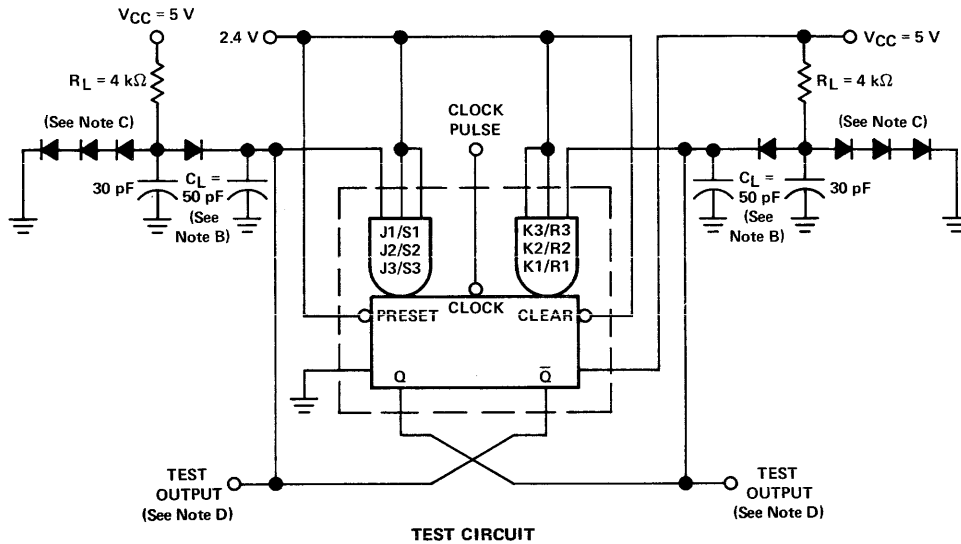 VCC = 5 V
2.4 V
VCC = 5 V
RL = 4 kΩ
RL = 4 kΩ
CLOCK
PULSE
(See Note C)
(See Note C)
30 pF
CL =
50 pF
(See
Note B)
CL =
50 pF
(See
Note B)
30 pF
J1/S1
J2/S2
J3/S3
K3/R3
K2/R2
K1/R1
PRESET
CLOCK
CLEAR
Q
Q̅
TEST
OUTPUT
(See Note D)
TEST
OUTPUT
(See Note D)
TEST CIRCUIT